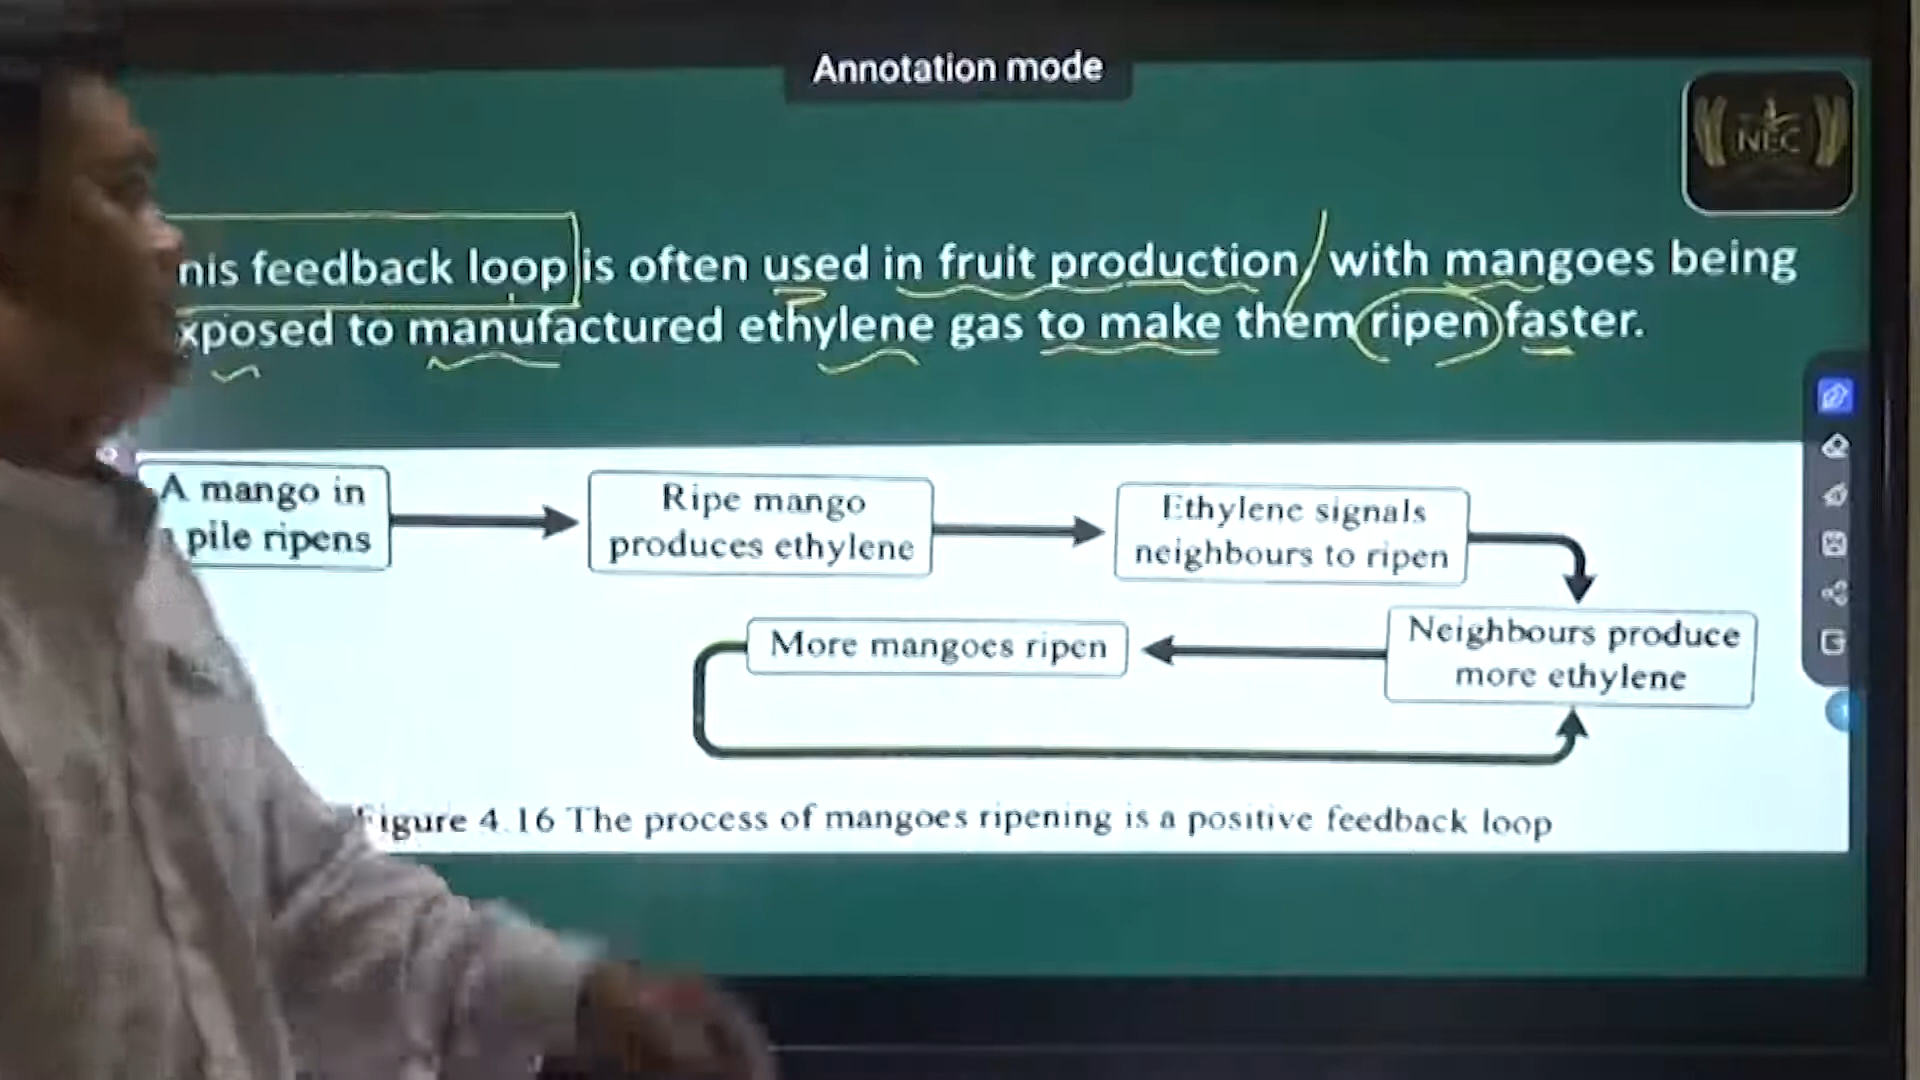 Annotation mode
NEC
his feedback loop is often used in fruit production with mangoes being
xposed to manufactured ethylene gas to make them ripen faster.
A mango in
pile ripens
Ripe mango
produces ethylene
Ethylene signals
neighbours to ripen
More mangoes ripen
Neighbours produce
more ethylene
Figure 4.16 The process of mangoes ripening is a positive feedback loop